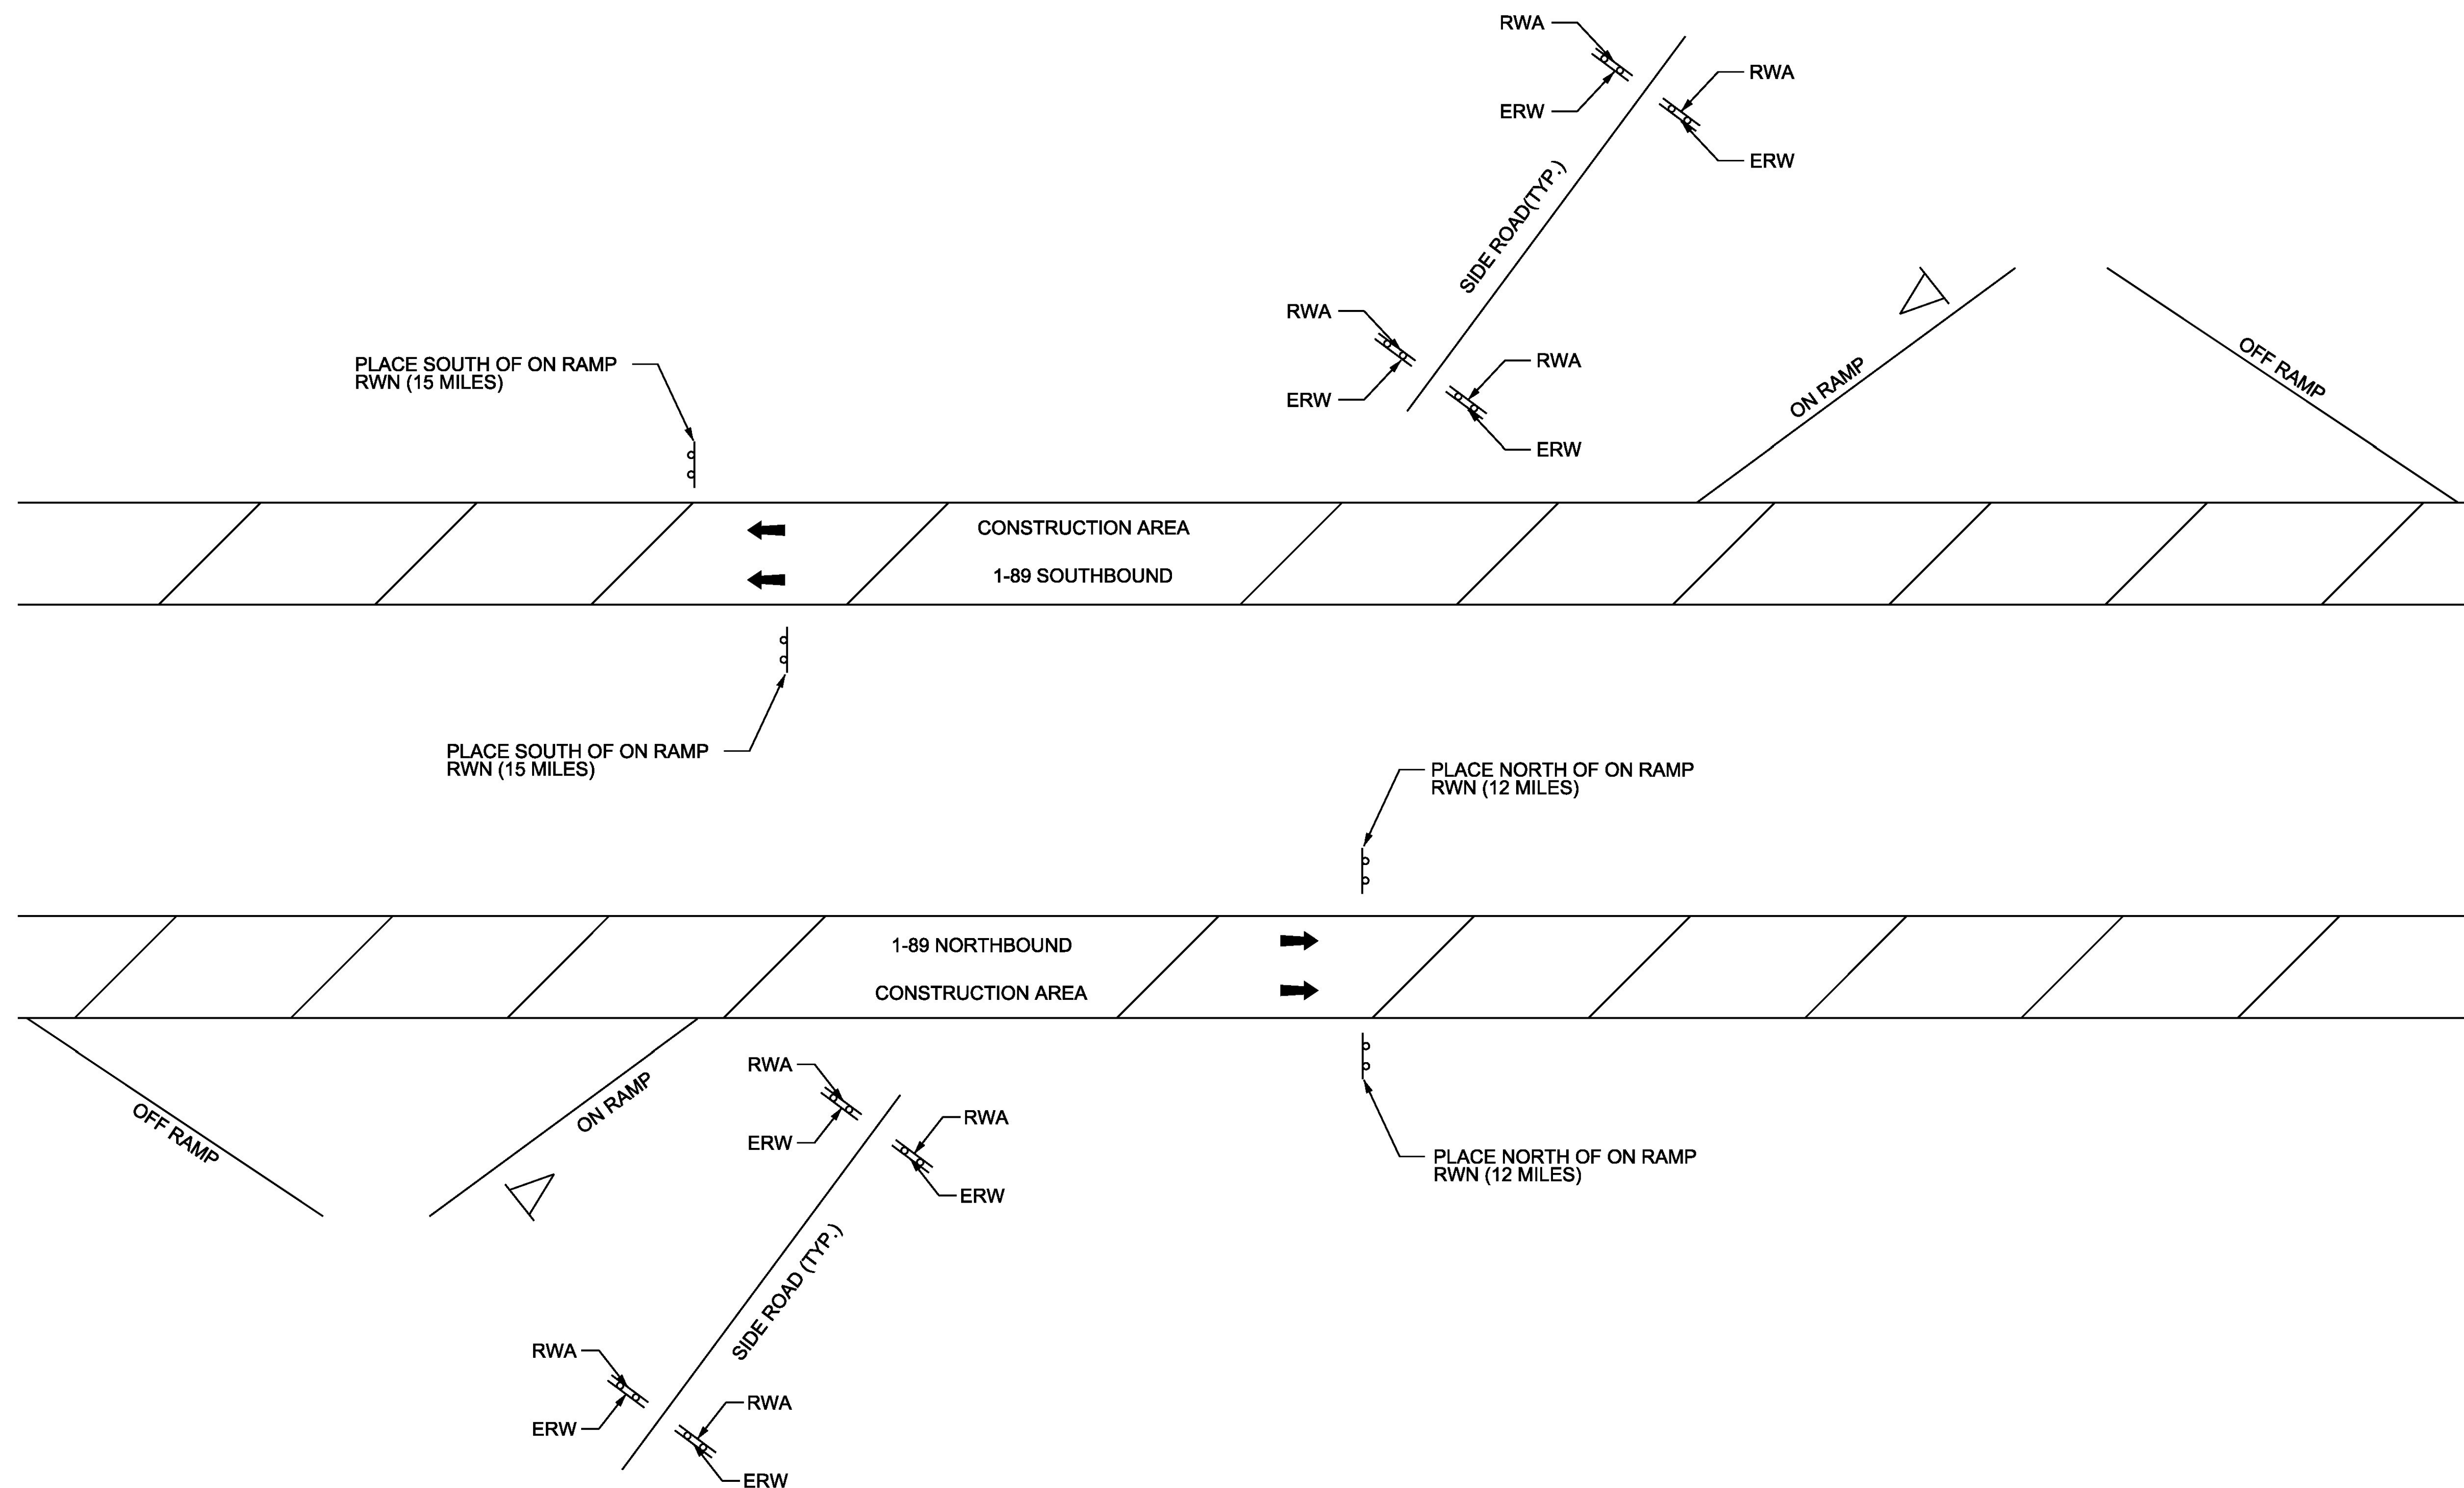 RWA
RWA
ERW
ERW
SIDE ROAD(TYP.)
RWA
RWA
ERW
ERW
ON RAMP
OFF RAMP
PLACE SOUTH OF ON RAMP
RWN (15 MILES)
CONSTRUCTION AREA
1-89 SOUTHBOUND
PLACE SOUTH OF ON RAMP
RWN (15 MILES)
PLACE NORTH OF ON RAMP
RWN (12 MILES)
1-89 NORTHBOUND
CONSTRUCTION AREA
OFF RAMP
ON RAMP
RWA
RWA
ERW
ERW
PLACE NORTH OF ON RAMP
RWN (12 MILES)
SIDE ROAD (TYP.)
RWA
RWA
ERW
ERW